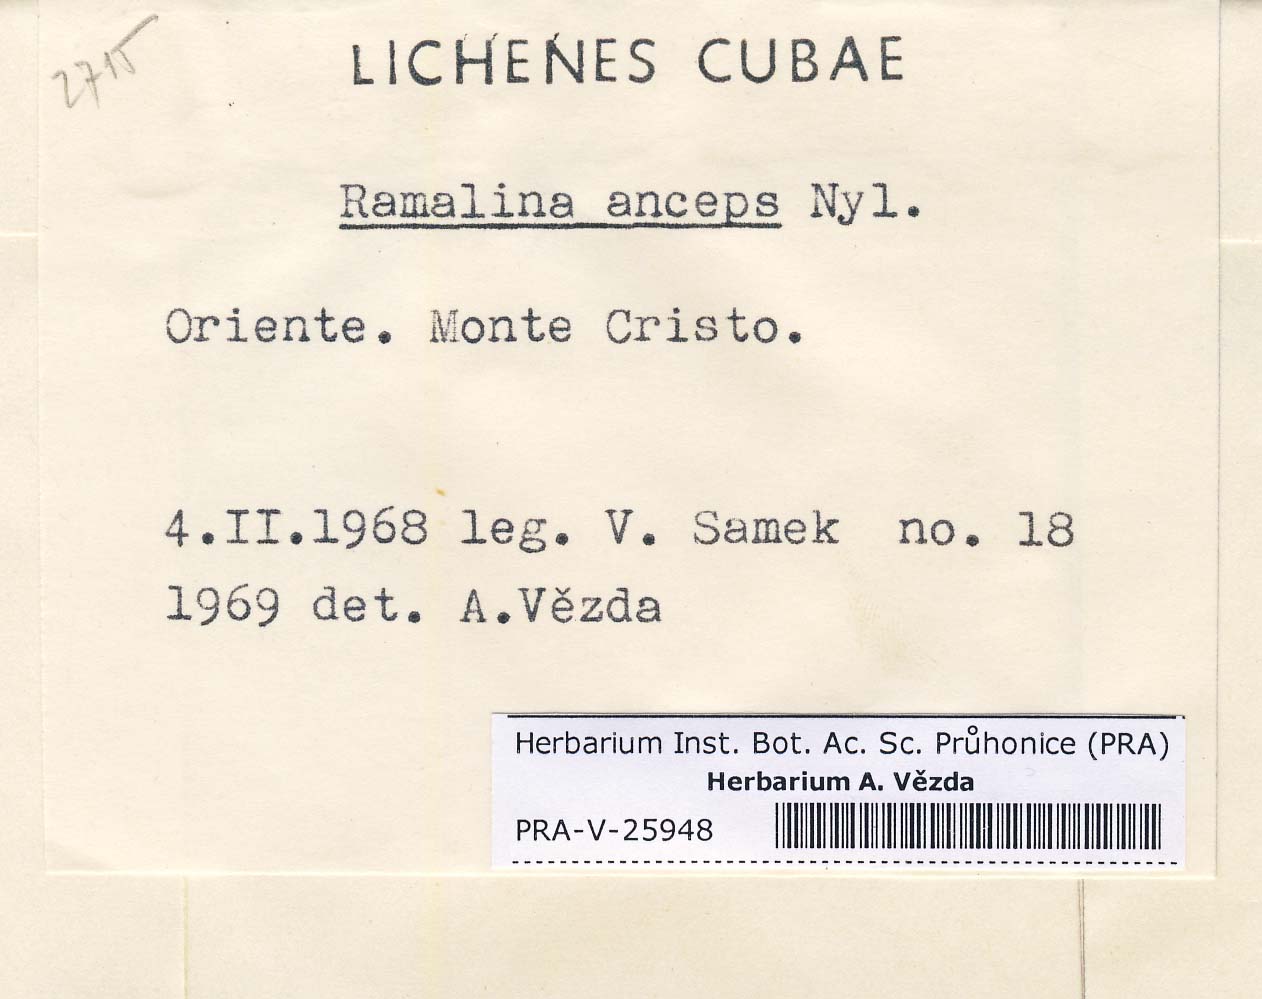 2715
LICHENES CUBAE
Ramalina anceps Nyl.
Oriente. Monte Cristo.
4.II.1968 leg. V. Samek no. 18
1969 det. A.Vězda
Herbarium Inst. Bot. Ac. Sc. Průhonice (PRA)
Herbarium A. Vězda
PRA-V-25948